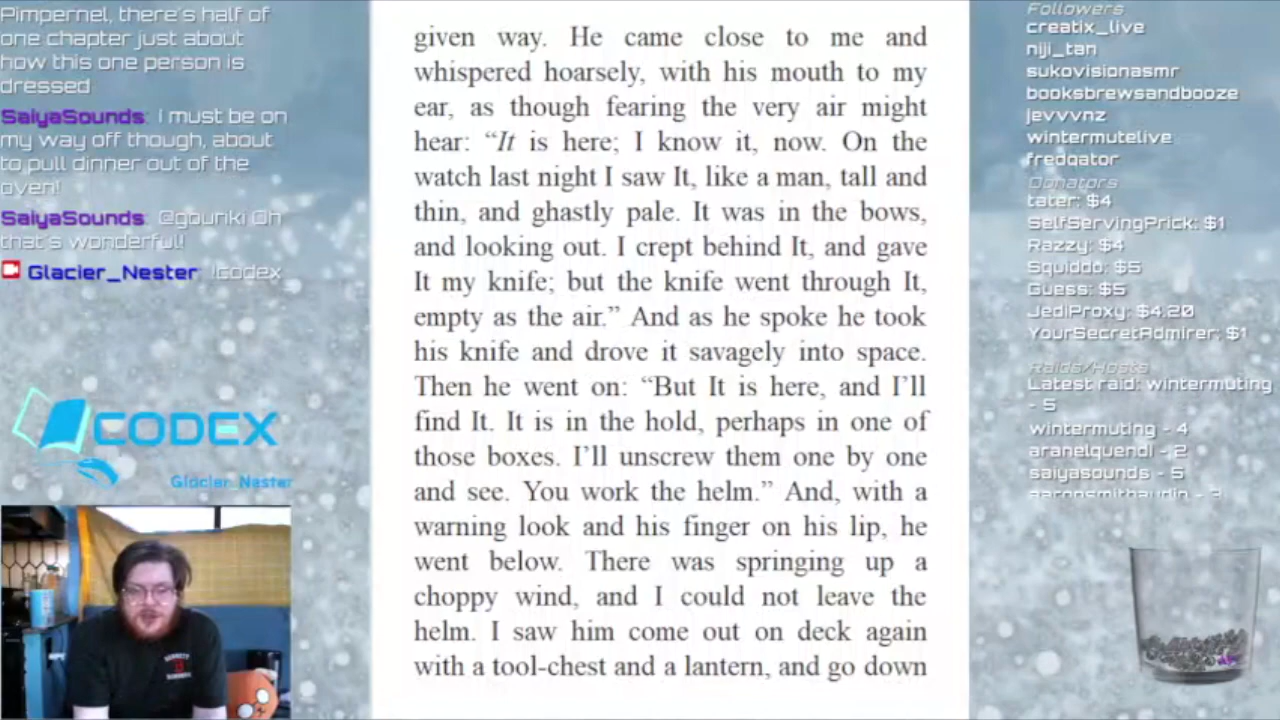 Pimpernel, there's half of
one chapter just about
how this one person is
dressed
SaiyaSounds: I must be on
my way off though, about
to pull dinner out of the
oven!
SaiyaSounds: @gouriki Oh
that's wonderful!
Glacier_Nester: !codex
CODEX
Glacier Nester
given way. He came close to me and
whispered hoarsely, with his mouth to my
ear, as though fearing the very air might
hear: “It is here; I know it, now. On the
watch last night I saw It, like a man, tall and
thin, and ghastly pale. It was in the bows,
and looking out. I crept behind It, and gave
It my knife; but the knife went through It,
empty as the air.” And as he spoke he took
his knife and drove it savagely into space.
Then he went on: “But It is here, and I’ll
find It. It is in the hold, perhaps in one of
those boxes. I’ll unscrew them one by one
and see. You work the helm.” And, with a
warning look and his finger on his lip, he
went below. There was springing up a
choppy wind, and I could not leave the
helm. I saw him come out on deck again
with a tool-chest and a lantern, and go down
Followers
creatix_live
niji_tan
sukovisionasmr
booksbrewsandbooze
jevvvnz
wintermutelive
fredgator
Donators
tater: $4
SelfServingPrick: $1
Razzy: $4
Squiddo: $5
Guess: $5
JediProxy: $4.20
YourSecretAdmirer: $1
Raids/Hosts
Latest raid: wintermuting
- 5
wintermuting - 4
aranelquendi - 2
saiyasounds - 5